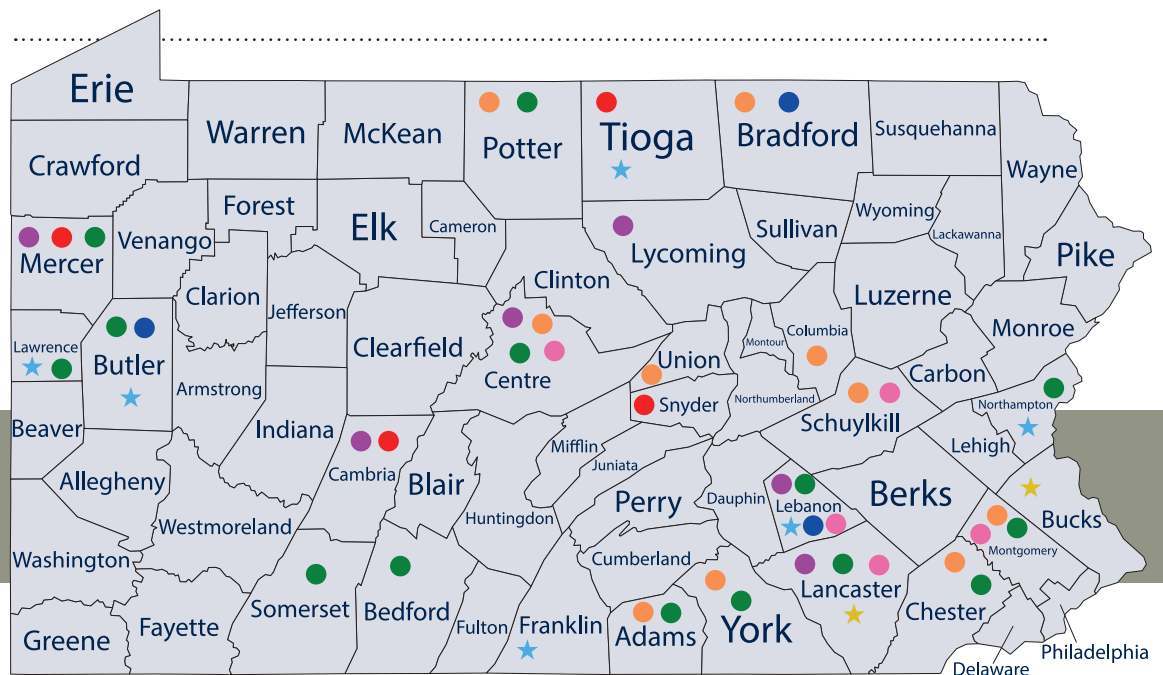 Erie
Warren
McKean
Potter
Tioga
Bradford
Susquehanna
Wayne
Crawford
Forest
Elk
Cameron
Lycoming
Sullivan
Wyoming
Lackawanna
Pike
Mercer
Venango
Clarion
Jefferson
Clinton
Luzerne
Monroe
Lawrence
Butler
Clearfield
Centre
Union
Montour
Columbia
Carbon
Armstrong
Snyder
Northumberland
Schuylkill
Northampton
Beaver
Indiana
Mifflin
Lehigh
Allegheny
Cambria
Blair
Juniata
Perry
Dauphin
Lebanon
Berks
Bucks
Westmoreland
Huntingdon
Washington
Cumberland
Montgomery
Somerset
Bedford
Lancaster
Chester
Greene
Fayette
Fulton
Franklin
Adams
York
Philadelphia
Delaware